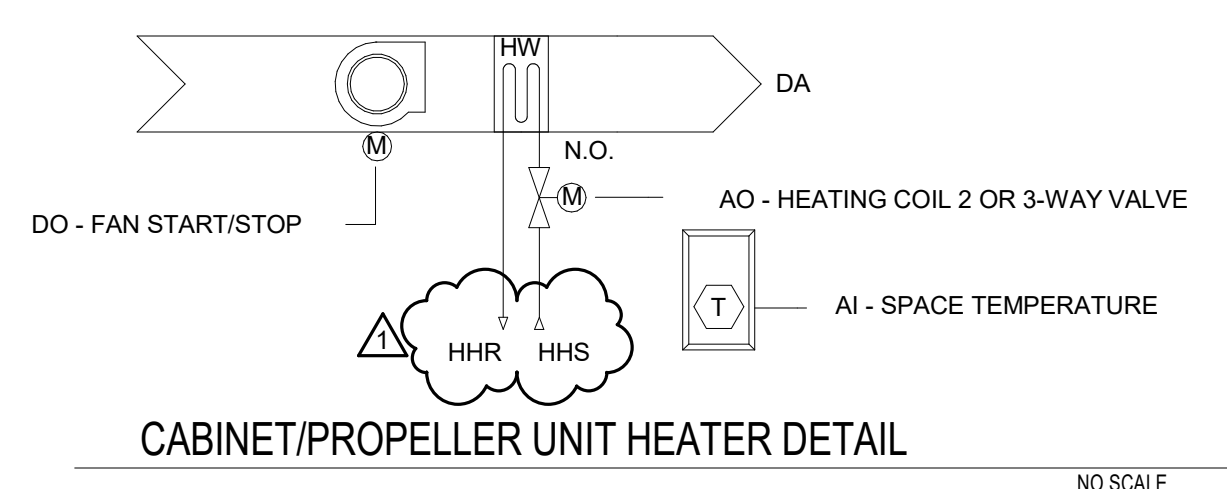 HW
DA
M
N.O.
M
AO - HEATING COIL 2 OR 3-WAY VALVE
DO - FAN START/STOP
T
AI - SPACE TEMPERATURE
1
HHR
HHS
CABINET/PROPELLER UNIT HEATER DETAIL
NO SCALE